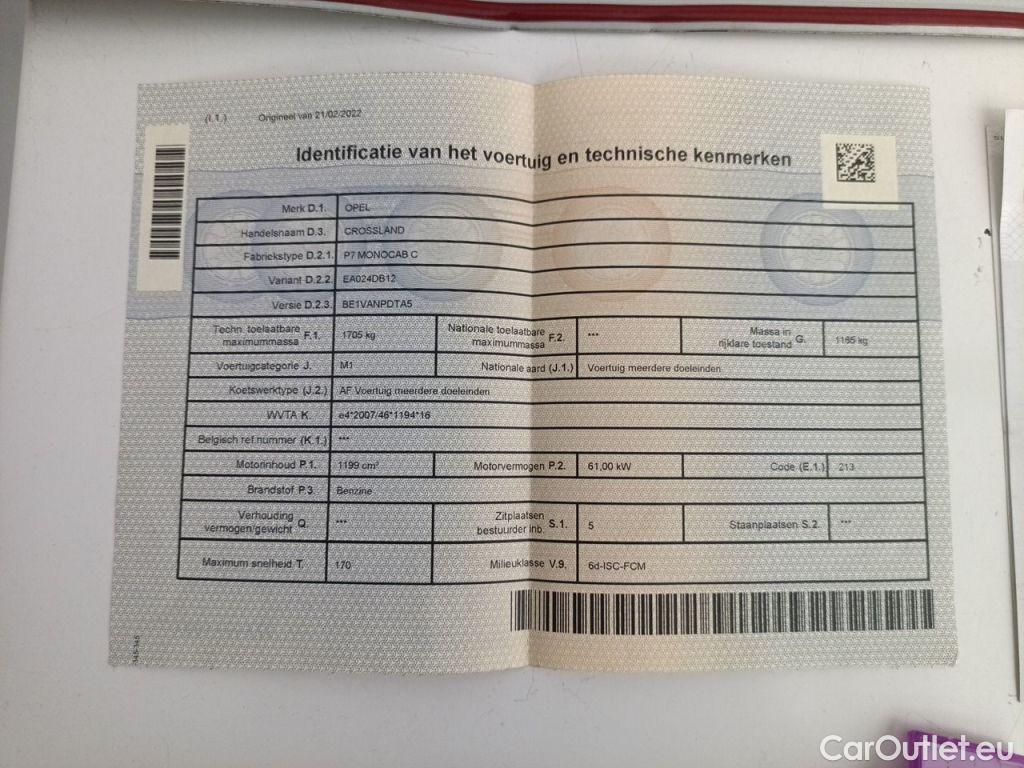 (I.1.) Origineel van 21/02/2022
Identificatie van het voertuig en technische kenmerken
Merk D.1. OPEL
Handelsnaam D.3. CROSSLAND
Fabriekstype D.2.1. P7 MONOCAB C
Variant D.2.2. EA024DB12
Versie D.2.3. BE1VANPDTA5
Techn. toelaatbare maximummassa F.1. 1705 kg Nationale toelaatbare maximummassa F.2. *** Massa in rijklare toestand G. 1165 kg
Voertuigcategorie J. M1 Nationale aard (J.1.) Voertuig meerdere doeleinden
Koetswerktype (J.2.) AF Voertuig meerdere doeleinden
WVTA K. e4*2007/46*1194*16
Belgisch ref.nummer (K.1.) ***
Motorinhoud P.1. 1199 cm³ Motorvermogen P.2. 61,00 kW Code (E.1.) 213
Brandstof P.3. Benzine
Verhouding vermogen/gewicht Q. *** Zitplaatsen bestuurder inb. S.1. 5 Staanplaatsen S.2. ***
Maximum snelheid T. 170 Milieuklasse V.9. 6d-ISC-FCM
CarOutlet.eu